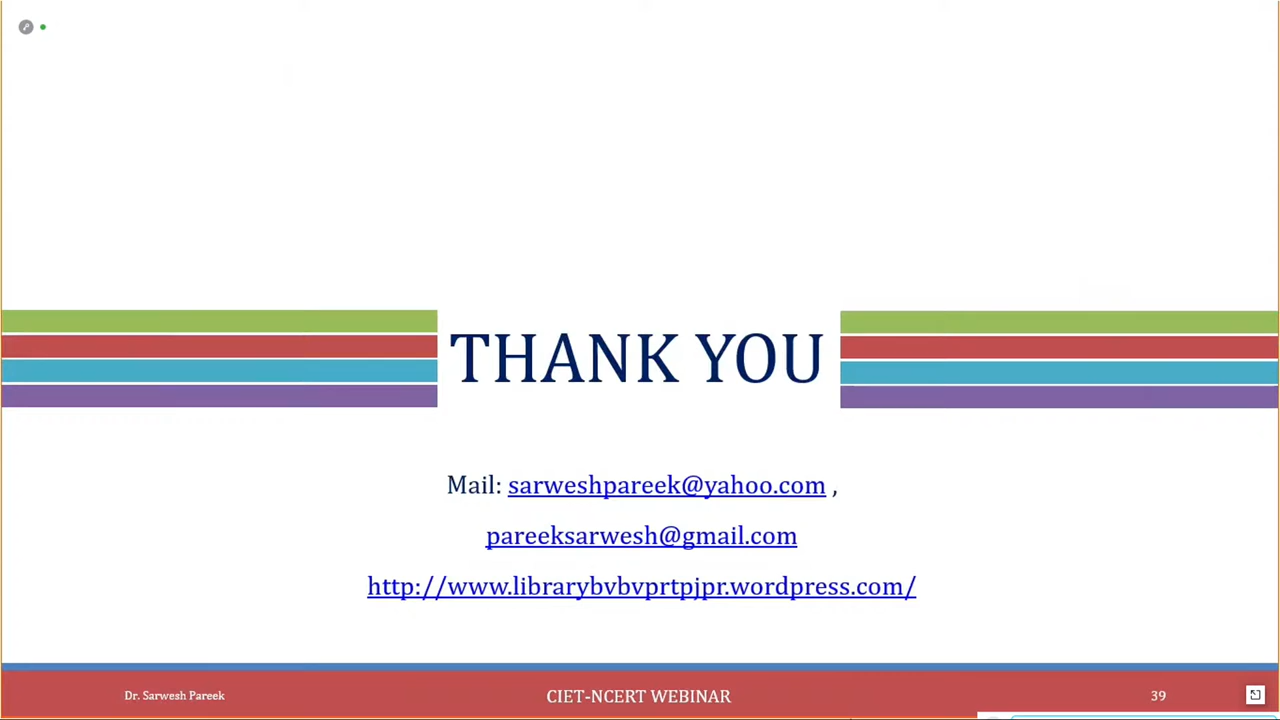 THANK YOU
Mail: sarweshpareek@yahoo.com ,
pareeksarwesh@gmail.com
http://www.librarybvbvprtpjpr.wordpress.com/
Dr. Sarwesh Pareek
CIET-NCERT WEBINAR
39